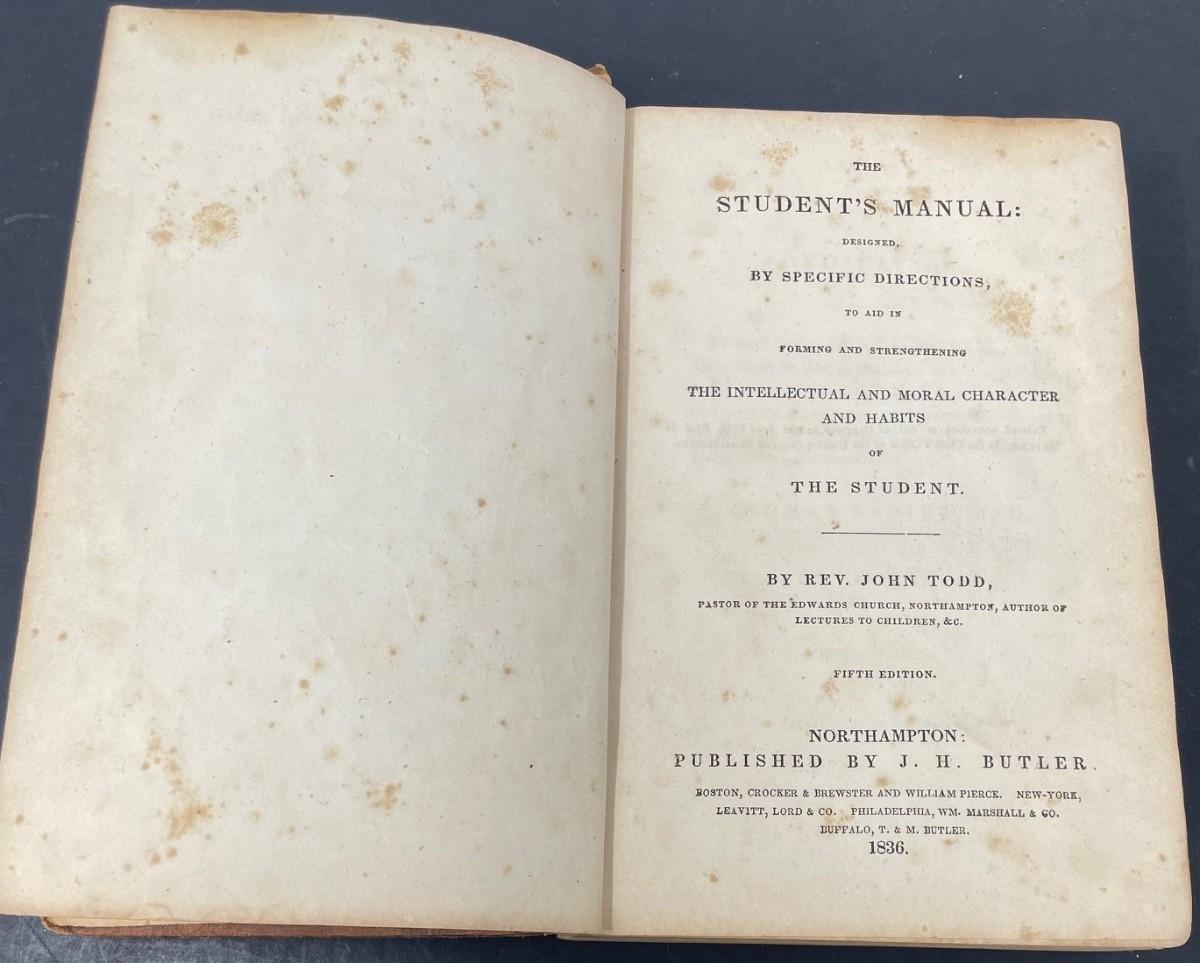 THE
STUDENT'S MANUAL:
DESIGNED,
BY SPECIFIC DIRECTIONS,
TO AID IN
FORMING AND STRENGTHENING
THE INTELLECTUAL AND MORAL CHARACTER
AND HABITS
OF
THE STUDENT.
BY REV. JOHN TODD,
PASTOR OF THE EDWARDS CHURCH, NORTHAMPTON, AUTHOR OF
LECTURES TO CHILDREN, &C.
FIFTH EDITION.
NORTHAMPTON:
PUBLISHED BY J. H. BUTLER.
BOSTON, CROCKER & BREWSTER AND WILLIAM PIERCE. NEW-YORK,
LEAVITT, LORD & CO. PHILADELPHIA, WM. MARSHALL & CO.
BUFFALO, T. & M. BUTLER.
1836.